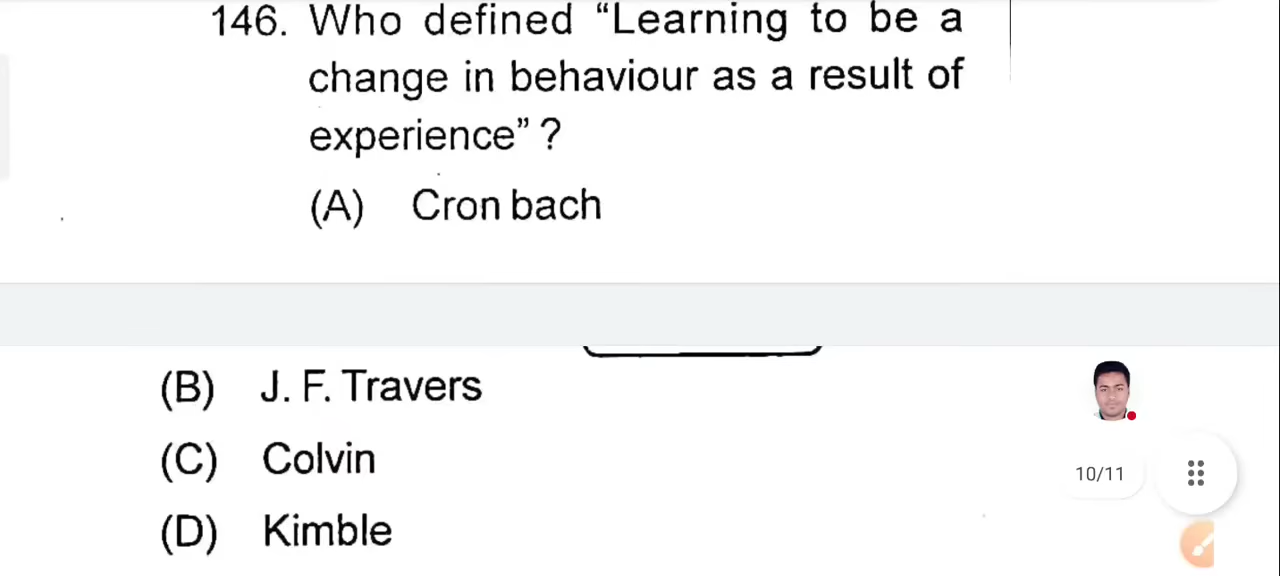 146. Who defined “Learning to be a
change in behaviour as a result of
experience” ?
(A) Cron bach
(B) J. F. Travers
(C) Colvin
(D) Kimble
10/11